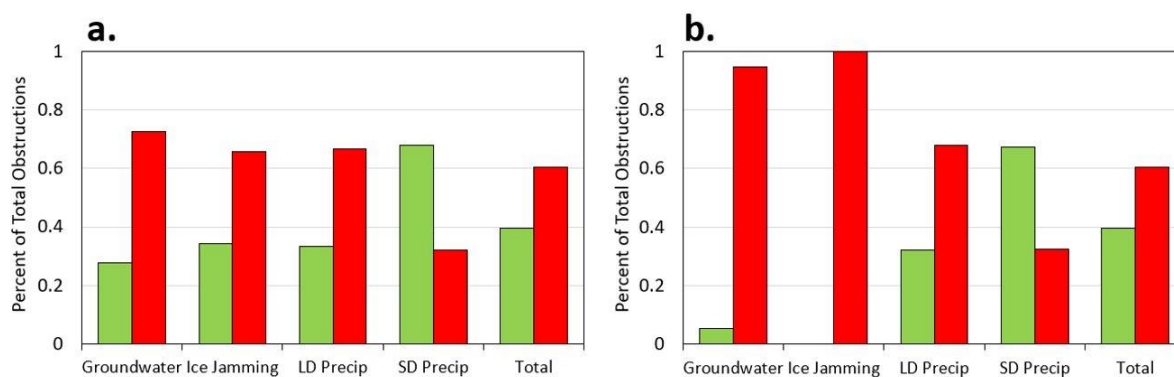 a.
Percent of Total Obstructions
1
0.8
0.6
0.4
0.2
0
Groundwater Ice Jamming LD Precip SD Precip Total
b.
Percent of Total Obstructions
1
0.8
0.6
0.4
0.2
0
Groundwater Ice Jamming LD Precip SD Precip Total